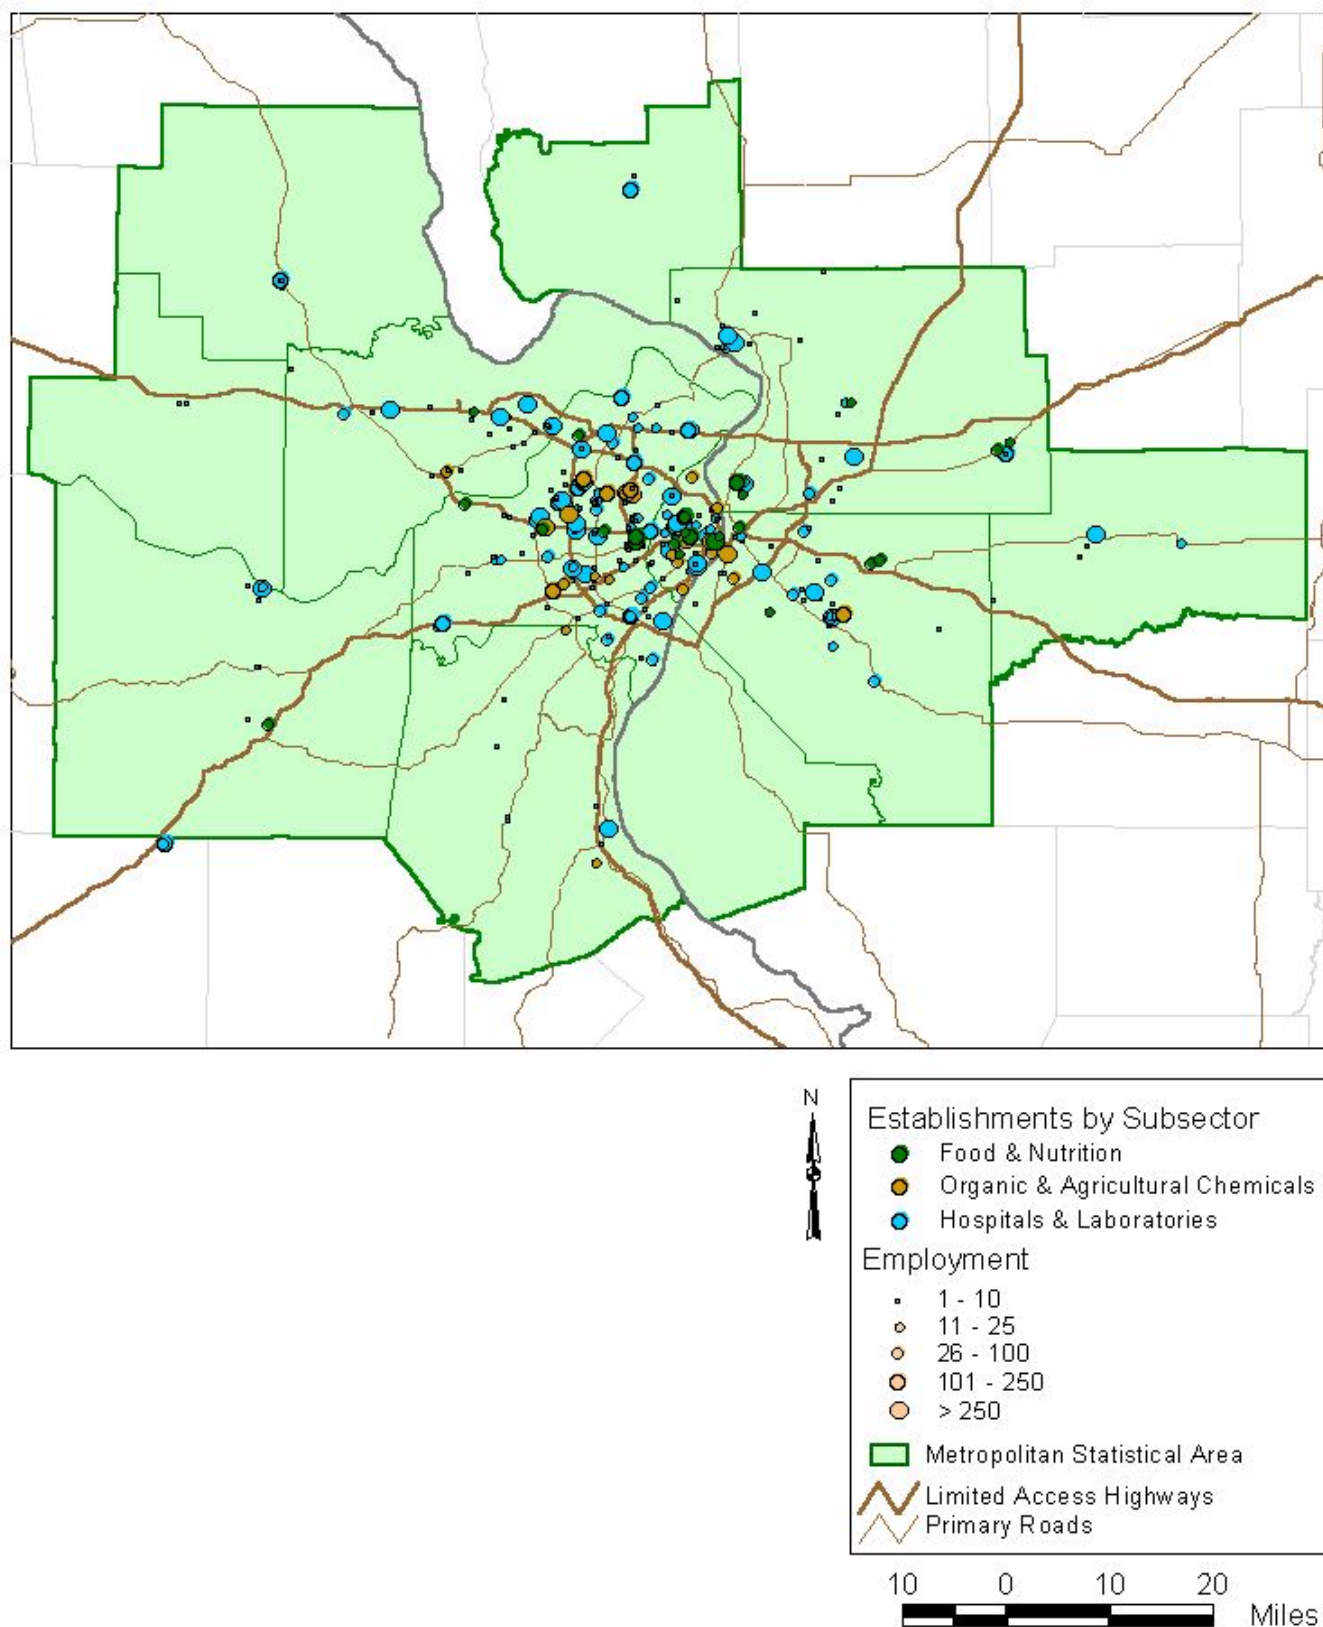 N
Establishments by Subsector
Food & Nutrition
Organic & Agricultural Chemicals
Hospitals & Laboratories
Employment
1 - 10
11 - 25
26 - 100
101 - 250
> 250
Metropolitan Statistical Area
Limited Access Highways
Primary Roads
10 0 10 20
Miles